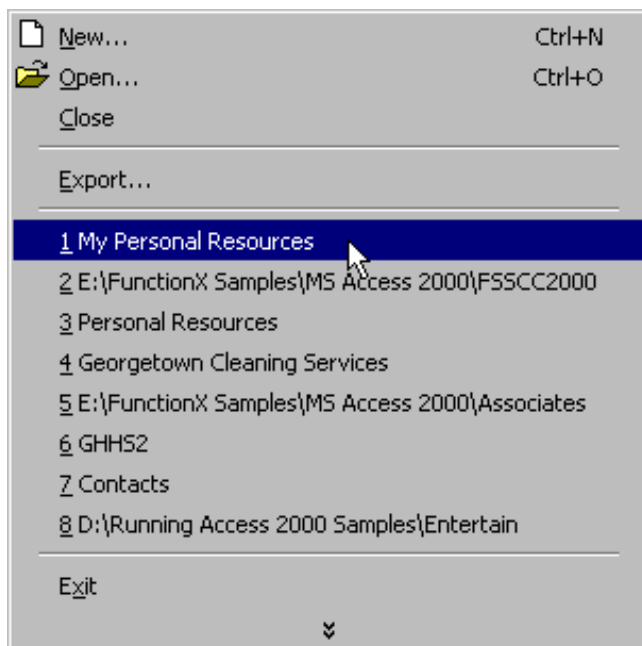 New... Ctrl+N
Open... Ctrl+O
Close
Export...
1 My Personal Resources
2 E:\FunctionX Samples\MS Access 2000\FSSCC2000
3 Personal Resources
4 Georgetown Cleaning Services
5 E:\FunctionX Samples\MS Access 2000\Associates
6 GHHS2
7 Contacts
8 D:\Running Access 2000 Samples\Entertain
Exit